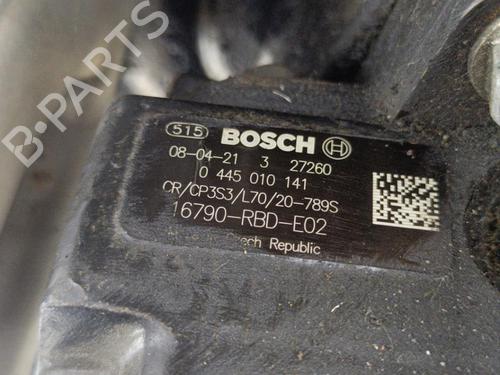 515 BOSCH
08-04-21 3 27260
0 445 010 141
CR/CP3S3/L70/20-789S
16790-RBD-E02
Republic
B-PARTS